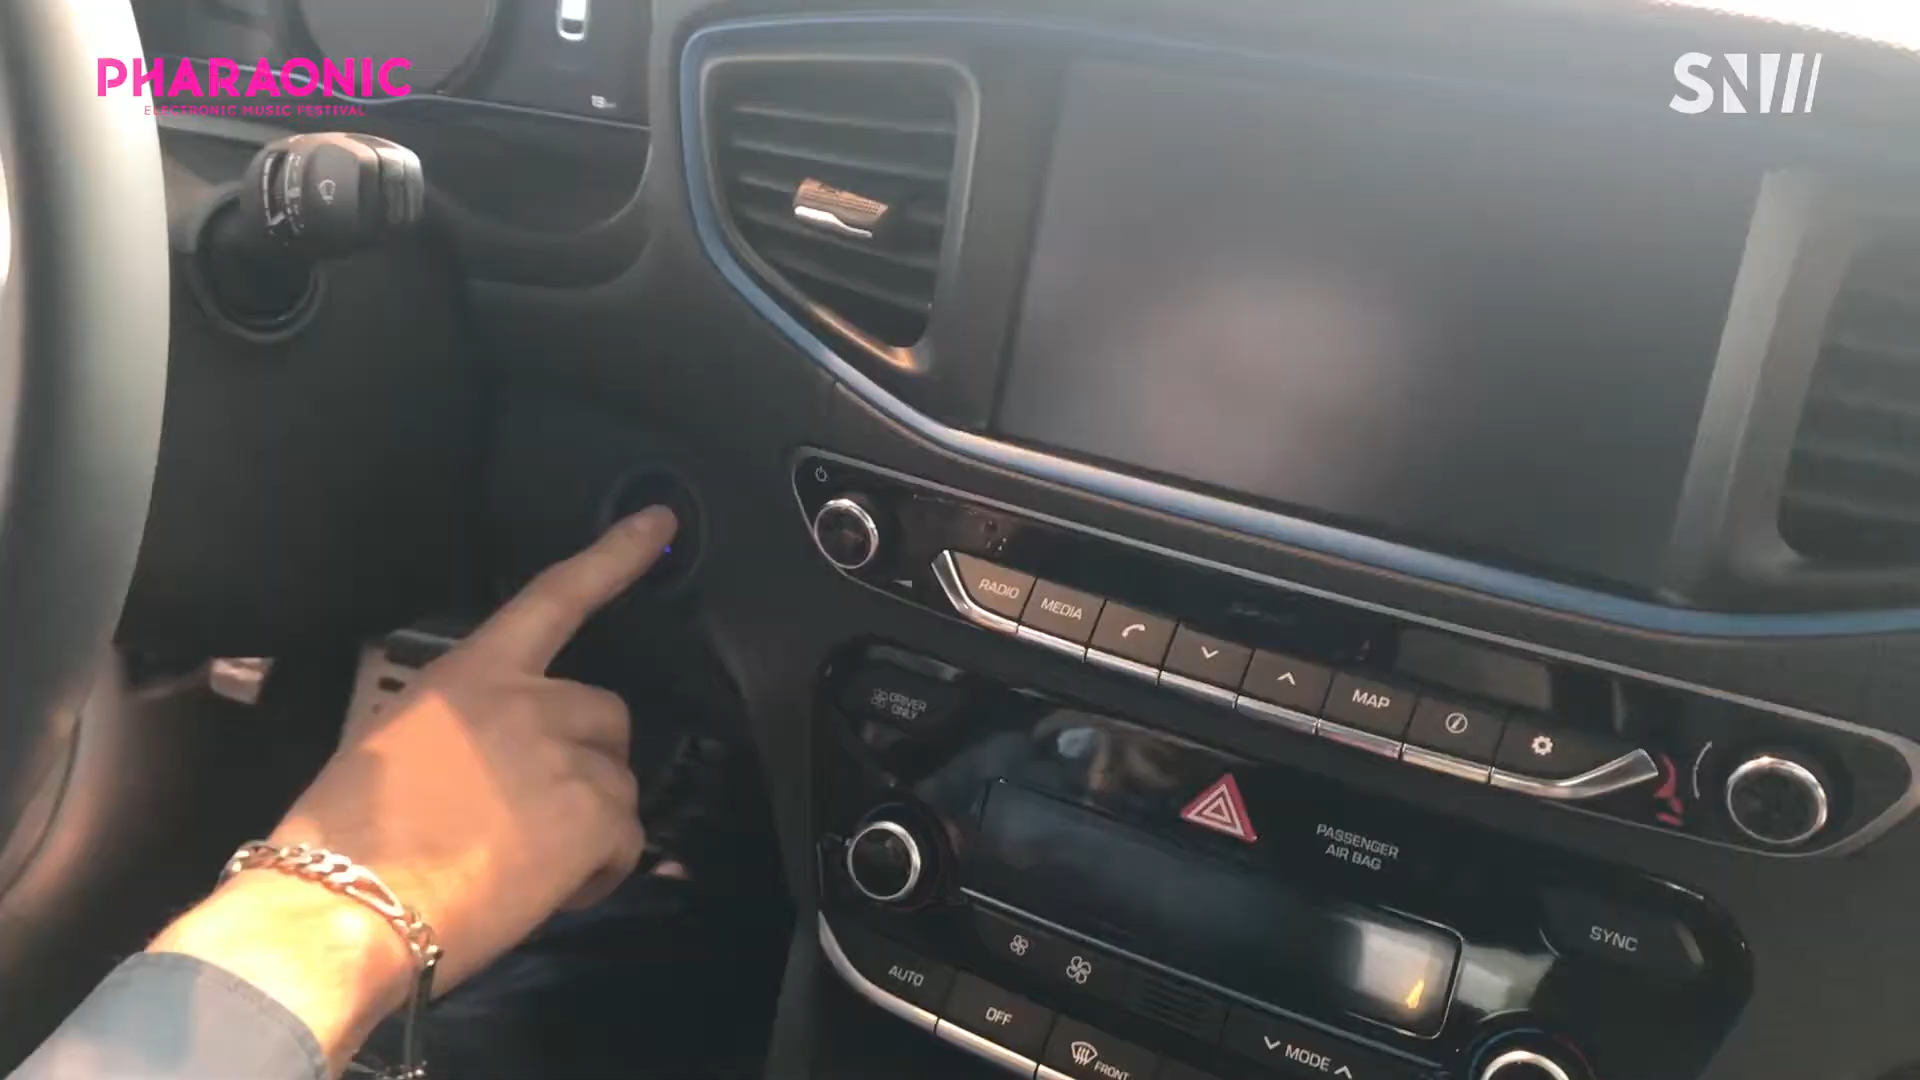 PHARAONIC
ELECTRONIC MUSIC FESTIVAL
SN
RADIO
MEDIA
MAP
DRIVER
ONLY
PASSENGER
AIR BAG
SYNC
AUTO
OFF
MODE
FRONT